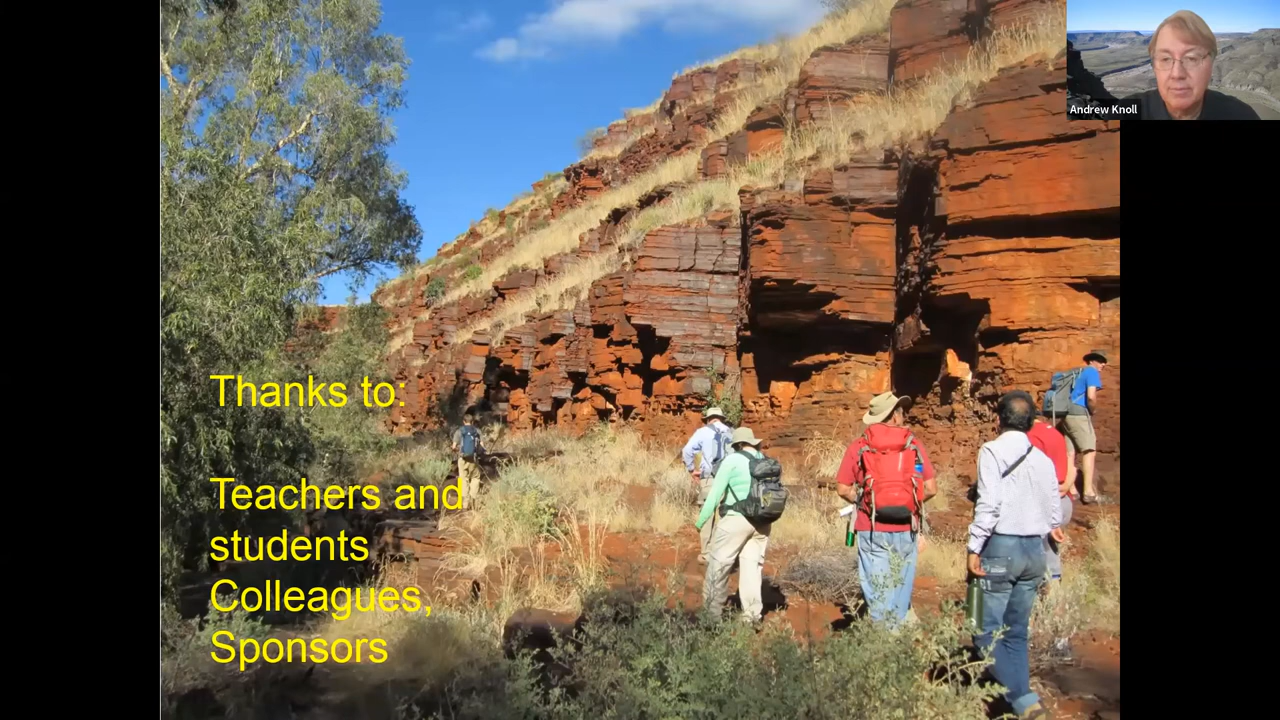 Andrew Knoll
Thanks to:
Teachers and
students
Colleagues,
Sponsors